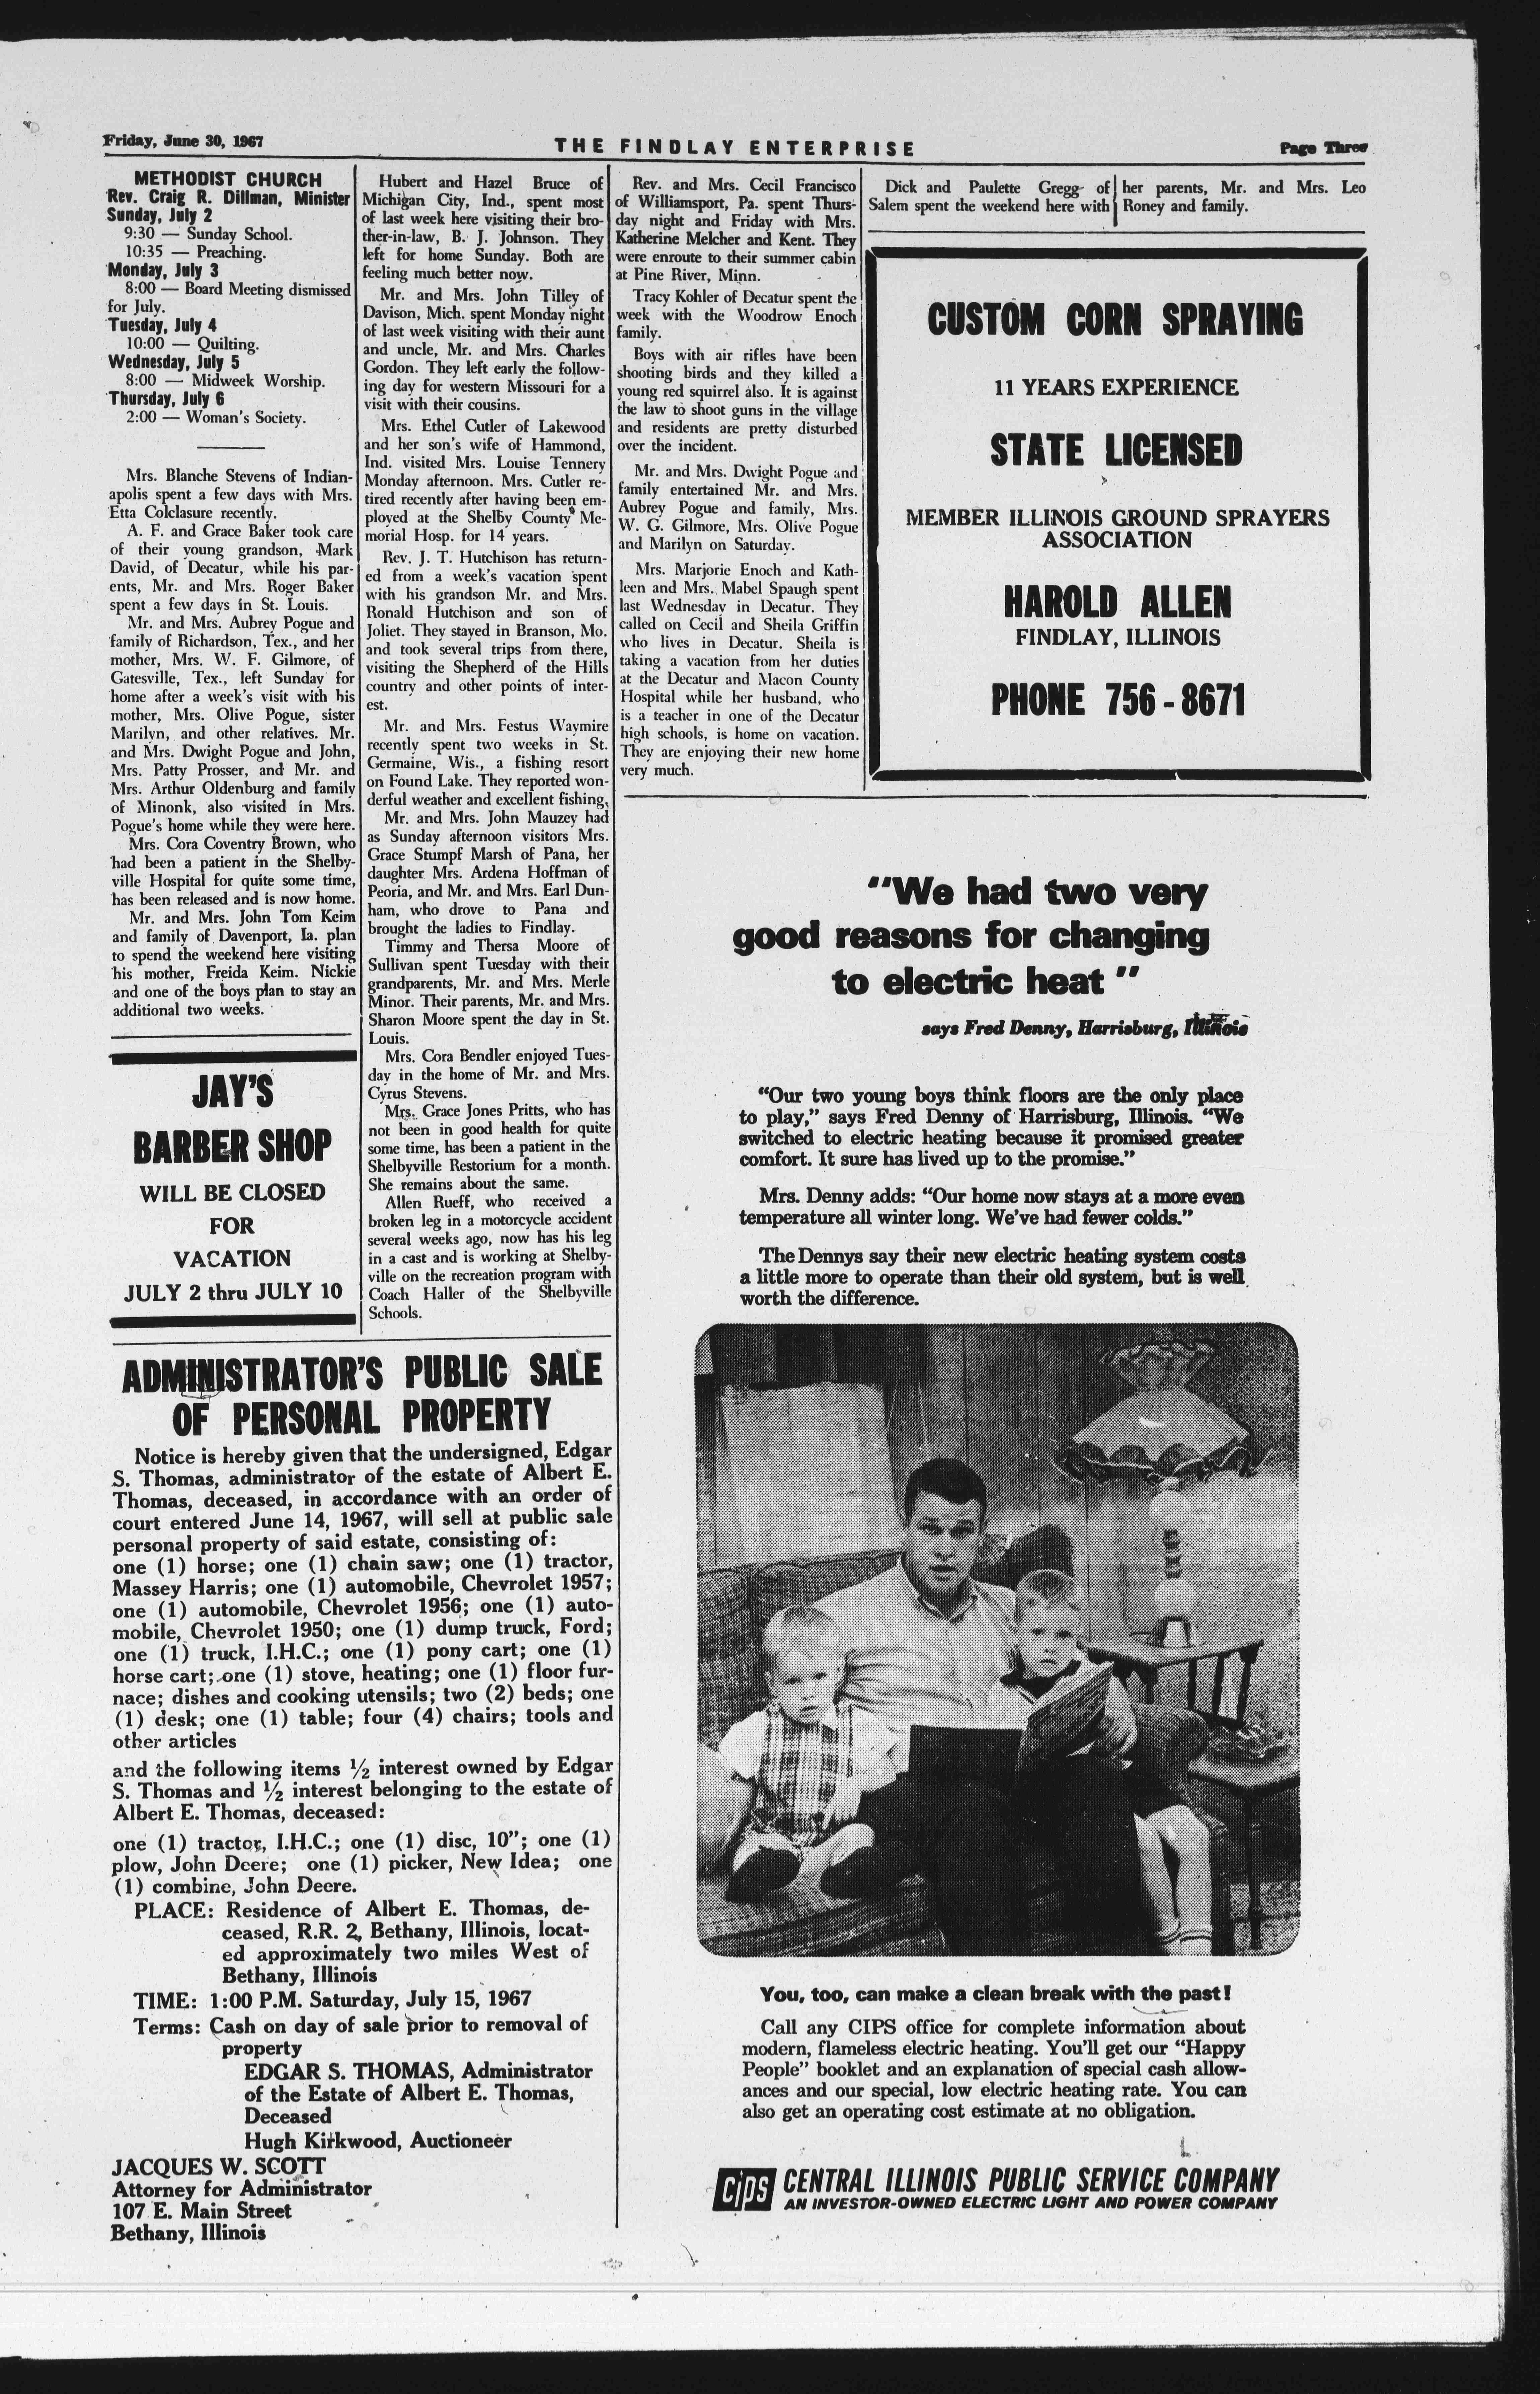 Friday, June 30, 1967
THE FINDLAY ENTERPRISE
Page Three
METHODIST CHURCH
Rev. Craig R. Dillman, Minister
Sunday, July 2
9:30 — Sunday School.
10:35 — Preaching.
Monday, July 3
8:00 — Board Meeting dismissed
for July.
Tuesday, July 4
10:00 — Quilting.
Wednesday, July 5
8:00 — Midweek Worship.
Thursday, July 6
2:00 — Woman's Society.
Mrs. Blanche Stevens of Indian-
apolis spent a few days with Mrs.
Etta Colclasure recently.
A. F. and Grace Baker took care
of their young grandson, Mark
David, of Decatur, while his par-
ents, Mr. and Mrs. Roger Baker
spent a few days in St. Louis.
Mr. and Mrs. Aubrey Pogue and
family of Richardson, Tex., and her
mother, Mrs. W. F. Gilmore, of
Gatesville, Tex., left Sunday for
home after a week's visit with his
mother, Mrs. Olive Pogue, sister
Marilyn, and other relatives. Mr.
and Mrs. Dwight Pogue and John,
Mrs. Patty Prosser, and Mr. and
Mrs. Arthur Oldenburg and family
of Minonk, also visited in Mrs.
Pogue's home while they were here.
Mrs. Cora Coventry Brown, who
had been a patient in the Shelby-
ville Hospital for quite some time,
has been released and is now home.
Mr. and Mrs. John Tom Keim
and family of Davenport, Ia. plan
to spend the weekend here visiting
his mother, Freida Keim. Nickie
and one of the boys plan to stay an
additional two weeks.
JAY'S
BARBER SHOP
WILL BE CLOSED
FOR
VACATION
JULY 2 thru JULY 10
Hubert and Hazel Bruce of
Michigan City, Ind., spent most
of last week here visiting their bro-
ther-in-law, B. J. Johnson. They
left for home Sunday. Both are
feeling much better now.
Mr. and Mrs. John Tilley of
Davison, Mich. spent Monday night
of last week visiting with their aunt
and uncle, Mr. and Mrs. Charles
Gordon. They left early the follow-
ing day for western Missouri for a
visit with their cousins.
Mrs. Ethel Cutler of Lakewood
and her son's wife of Hammond,
Ind. visited Mrs. Louise Tennery
Monday afternoon. Mrs. Cutler re-
tired recently after having been em-
ployed at the Shelby County Me-
morial Hosp. for 14 years.
Rev. J. T. Hutchison has return-
ed from a week's vacation spent
with his grandson Mr. and Mrs.
Ronald Hutchison and son of
Joliet. They stayed in Branson, Mo.
and took several trips from there,
visiting the Shepherd of the Hills
country and other points of inter-
est.
Mr. and Mrs. Festus Waymire
recently spent two weeks in St.
Germaine, Wis., a fishing resort
on Found Lake. They reported won-
derful weather and excellent fishing.
Mr. and Mrs. John Mauzey had
as Sunday afternoon visitors Mrs.
Grace Stumpf Marsh of Pana, her
daughter Mrs. Ardena Hoffman of
Peoria, and Mr. and Mrs. Earl Dun-
ham, who drove to Pana and
brought the ladies to Findlay.
Timmy and Thersa Moore of
Sullivan spent Tuesday with their
grandparents, Mr. and Mrs. Merle
Minor. Their parents, Mr. and Mrs.
Sharon Moore spent the day in St.
Louis.
Mrs. Cora Bendler enjoyed Tues-
day in the home of Mr. and Mrs.
Cyrus Stevens.
Mrs. Grace Jones Pritts, who has
not been in good health for quite
some time, has been a patient in the
Shelbyville Restorium for a month.
She remains about the same.
Allen Rueff, who received a
broken leg in a motorcycle accident
several weeks ago, now has his leg
in a cast and is working at Shelby-
ville on the recreation program with
Coach Haller of the Shelbyville
Schools.
ADMINISTRATOR'S PUBLIC SALE
OF PERSONAL PROPERTY
Notice is hereby given that the undersigned, Edgar
S. Thomas, administrator of the estate of Albert E.
Thomas, deceased, in accordance with an order of
court entered June 14, 1967, will sell at public sale
personal property of said estate, consisting of:
one (1) horse; one (1) chain saw; one (1) tractor,
Massey Harris; one (1) automobile, Chevrolet 1957;
one (1) automobile, Chevrolet 1956; one (1) auto-
mobile, Chevrolet 1950; one (1) dump truck, Ford;
one (1) truck, I.H.C.; one (1) pony cart; one (1)
horse cart; one (1) stove, heating; one (1) floor fur-
nace; dishes and cooking utensils; two (2) beds; one
(1) desk; one (1) table; four (4) chairs; tools and
other articles
and the following items ½ interest owned by Edgar
S. Thomas and ½ interest belonging to the estate of
Albert E. Thomas, deceased:
one (1) tractor, I.H.C.; one (1) disc, 10"; one (1)
plow, John Deere; one (1) picker, New Idea; one
(1) combine, John Deere.
PLACE: Residence of Albert E. Thomas, de-
ceased, R.R. 2, Bethany, Illinois, locat-
ed approximately two miles West of
Bethany, Illinois
TIME: 1:00 P.M. Saturday, July 15, 1967
Terms: Cash on day of sale prior to removal of
property
EDGAR S. THOMAS, Administrator
of the Estate of Albert E. Thomas,
Deceased
Hugh Kirkwood, Auctioneer
JACQUES W. SCOTT
Attorney for Administrator
107 E. Main Street
Bethany, Illinois
Rev. and Mrs. Cecil Francisco
of Williamsport, Pa. spent Thurs-
day night and Friday with Mrs.
Katherine Melcher and Kent. They
were enroute to their summer cabin
at Pine River, Minn.
Tracy Kohler of Decatur spent the
week with the Woodrow Enoch
family.
Boys with air rifles have been
shooting birds and they killed a
young red squirrel also. It is against
the law to shoot guns in the village
and residents are pretty disturbed
over the incident.
Mr. and Mrs. Dwight Pogue and
family entertained Mr. and Mrs.
Aubrey Pogue and family, Mrs.
W. G. Gilmore, Mrs. Olive Pogue
and Marilyn on Saturday.
Mrs. Marjorie Enoch and Kath-
leen and Mrs. Mabel Spaugh spent
last Wednesday in Decatur. They
called on Cecil and Sheila Griffin
who lives in Decatur. Sheila is
taking a vacation from her duties
at the Decatur and Macon County
Hospital while her husband, who
is a teacher in one of the Decatur
high schools, is home on vacation.
They are enjoying their new home
very much.
Dick and Paulette Gregg of
Salem spent the weekend here with
her parents, Mr. and Mrs. Leo
Roney and family.
CUSTOM CORN SPRAYING
11 YEARS EXPERIENCE
STATE LICENSED
MEMBER ILLINOIS GROUND SPRAYERS
ASSOCIATION
HAROLD ALLEN
FINDLAY, ILLINOIS
PHONE 756-8671
"We had two very
good reasons for changing
to electric heat"
says Fred Denny, Harrisburg, Illinois
"Our two young boys think floors are the only place
to play," says Fred Denny of Harrisburg, Illinois. "We
switched to electric heating because it promised greater
comfort. It sure has lived up to the promise."
Mrs. Denny adds: "Our home now stays at a more even
temperature all winter long. We've had fewer colds."
The Dennys say their new electric heating system costs
a little more to operate than their old system, but is well
worth the difference.
You, too, can make a clean break with the past!
Call any CIPS office for complete information about
modern, flameless electric heating. You'll get our "Happy
People" booklet and an explanation of special cash allow-
ances and our special, low electric heating rate. You can
also get an operating cost estimate at no obligation.
CIPS CENTRAL ILLINOIS PUBLIC SERVICE COMPANY
AN INVESTOR-OWNED ELECTRIC LIGHT AND POWER COMPANY